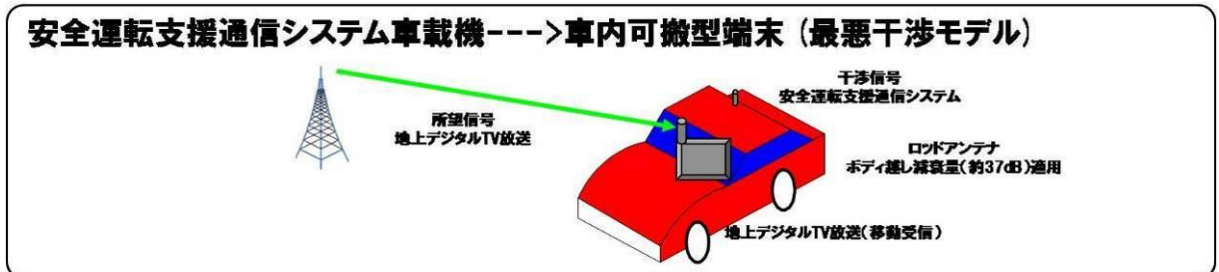 安全運転支援通信システム車載機--->車内可搬型端末 (最悪干渉モデル)
干渉信号
安全運転支援通信システム
所望信号
地上デジタルTV放送
ロッドアンテナ
ボディ越し減衰量(約37dB)適用
地上デジタルTV放送(移動受信)